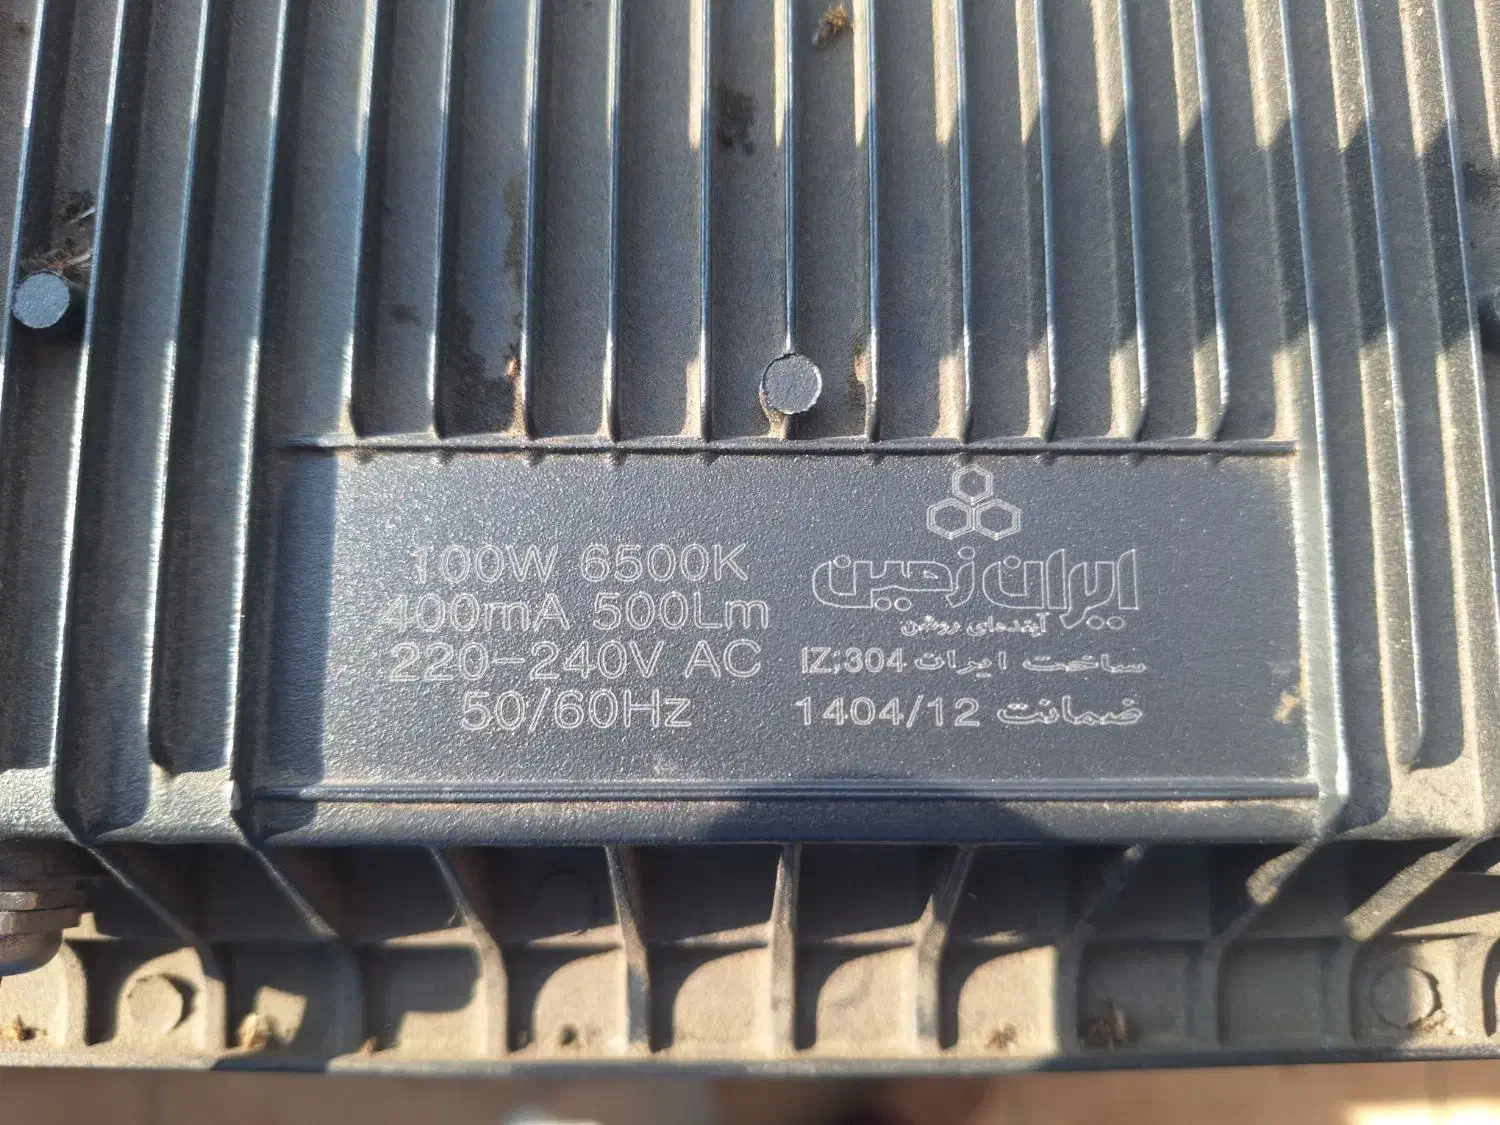 100W 6500K
400mA 500Lm
220-240V AC
50/60Hz
ایران زمین
آینده‌ای روشن
ساخت ایران IZ:304
ضمانت 1404/12